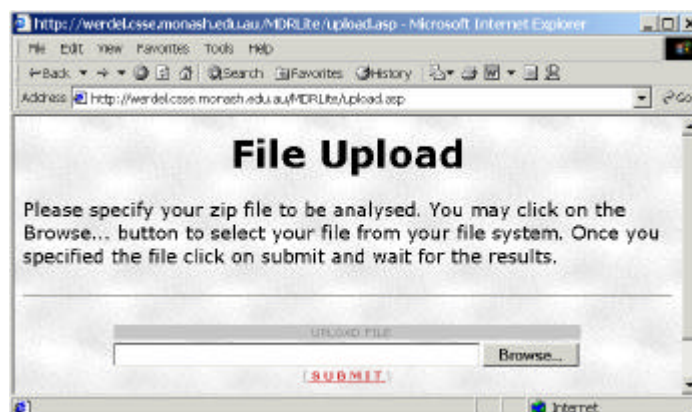 http://werdel.csse.monash.edu.au/MDRLite/upload.asp - Microsoft Internet Explorer
File Edit View Favorites Tools Help
Back Search Favorites History
Address http://werdel.csse.monash.edu.au/MDRLite/upload.asp Go
File Upload
Please specify your zip file to be analysed. You may click on the
Browse... button to select your file from your file system. Once you
specified the file click on submit and wait for the results.
UPLOAD FILE
Browse...
[SUBMIT]
Internet